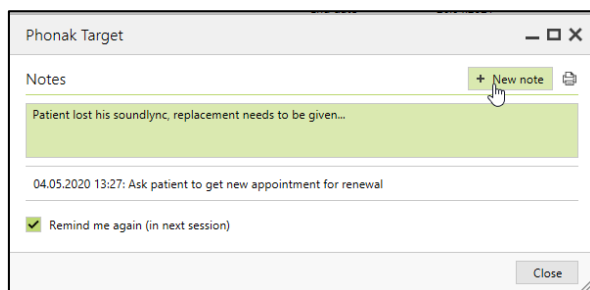 Phonak Target
Notes
+ New note
Patient lost his soundlync, replacement needs to be given...
04.05.2020 13:27: Ask patient to get new appointment for renewal
Remind me again (in next session)
Close